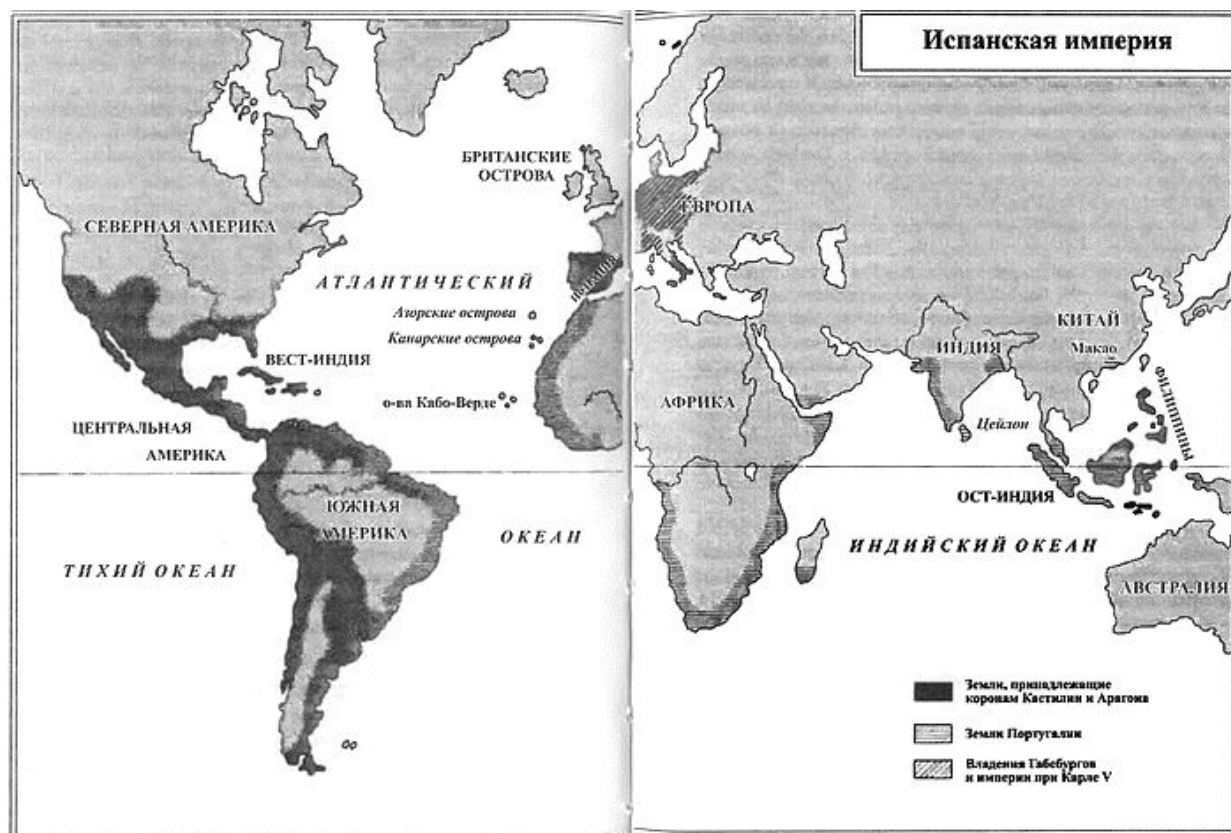 Испанская империя
БРИТАНСКИЕ
ОСТРОВА
ЕВРОПА
СЕВЕРНАЯ АМЕРИКА
АТЛАНТИЧЕСКИЙ
ИСПАНИЯ
Азорские острова
Канарские острова
ВЕСТ-ИНДИЯ
о-ва Кабо-Верде
КИТАЙ
Макао
ИНДИЯ
ФИЛИППИНЫ
АФРИКА
Цейлон
ЦЕНТРАЛЬНАЯ
АМЕРИКА
ОСТ-ИНДИЯ
ЮЖНАЯ
АМЕРИКА
ОКЕАН
ТИХИЙ ОКЕАН
ИНДИЙСКИЙ ОКЕАН
АВСТРАЛИЯ
Земли, принадлежащие
коронам Кастилии и Арагона
Земли Португалии
Владения Габсбургов
и империи при Карле V